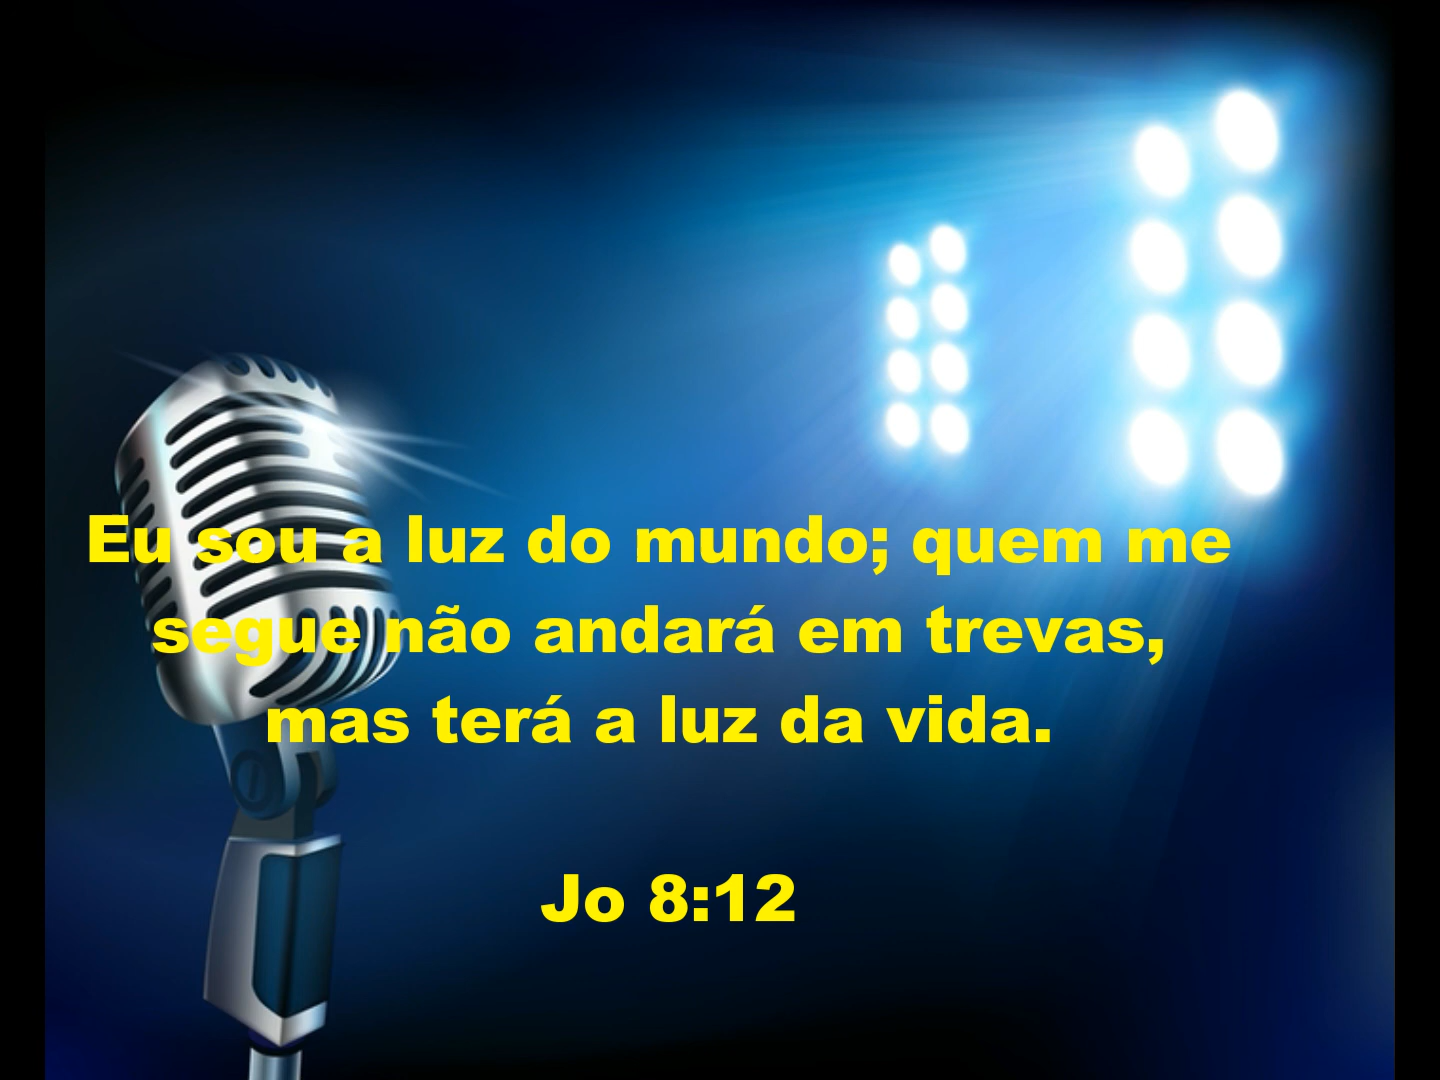 Eu sou a luz do mundo; quem me
segue não andará em trevas,
mas terá a luz da vida.
Jo 8:12